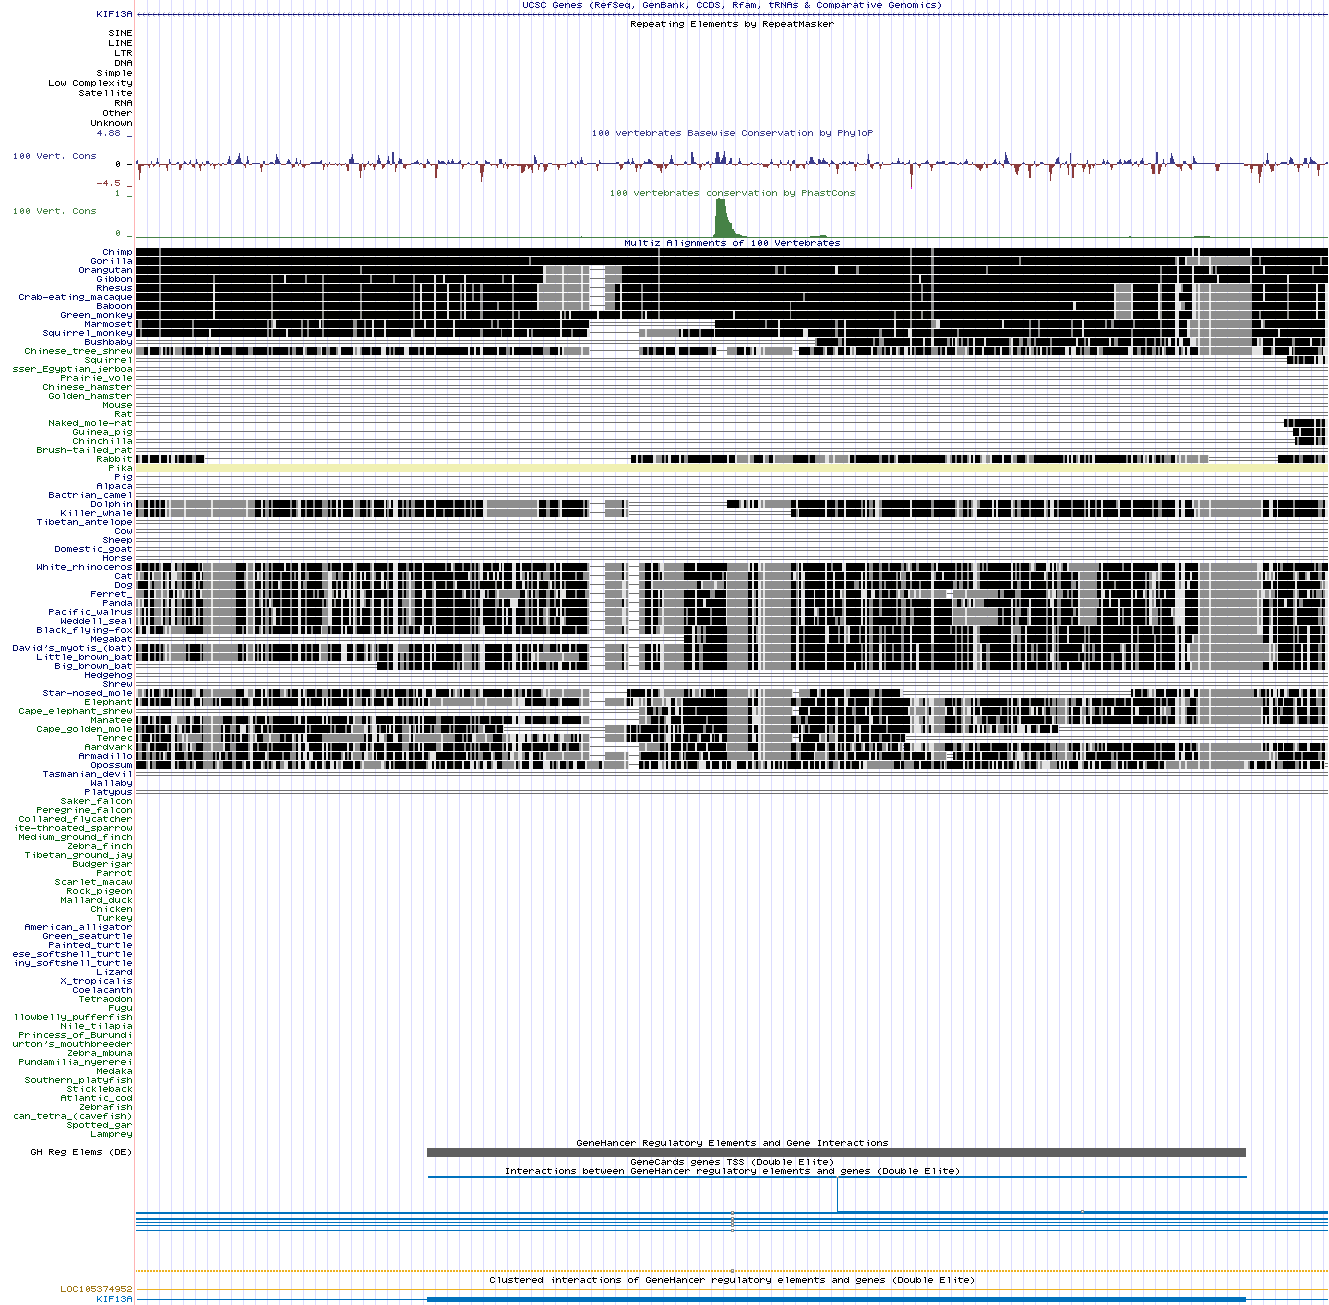 UCSC Genes (RefSeq, GenBank, CCDS, Rfam, tRNAs & Comparative Genomics)
KIF13A
Repeating Elements by RepeatMasker
SINE
LINE
LTR
DNA
Simple
Low Complexity
Satellite
RNA
Other
Unknown
4.88 _
100 vertebrates Basewise Conservation by PhyloP
100 Vert. Cons
0 -
-4.5 _
100 vertebrates conservation by PhastCons
1 _
100 Vert. Cons
0 _
Multiz Alignments of 100 Vertebrates
Chimp
Gorilla
Orangutan
Gibbon
Rhesus
Crab-eating_macaque
Baboon
Green_monkey
Marmoset
Squirrel_monkey
Bushbaby
Chinese_tree_shrew
Squirrel
sser_Egyptian_jerboa
Prairie_vole
Chinese_hamster
Golden_hamster
Mouse
Rat
Naked_mole-rat
Guinea_pig
Chinchilla
Brush-tailed_rat
Rabbit
Pika
Pig
Alpaca
Bactrian_camel
Dolphin
Killer_whale
Tibetan_antelope
Cow
Sheep
Domestic_goat
Horse
White_rhinoceros
Cat
Dog
Ferret_
Panda
Pacific_walrus
Weddell_seal
Black_flying-fox
Megabat
David's_myotis_(bat)
Little_brown_bat
Big_brown_bat
Hedgehog
Shrew
Star-nosed_mole
Elephant
Cape_elephant_shrew
Manatee
Cape_golden_mole
Tenrec
Aardvark
Armadillo
Opossum
Tasmanian_devil
Wallaby
Platypus
Saker_falcon
Peregrine_falcon
Collared_flycatcher
ite-throated_sparrow
Medium_ground_finch
Zebra_finch
Tibetan_ground_jay
Budgerigar
Parrot
Scarlet_macaw
Rock_pigeon
Mallard_duck
Chicken
Turkey
American_alligator
Green_seaturtle
Painted_turtle
ese_softshell_turtle
iny_softshell_turtle
Lizard
X_tropicalis
Coelacanth
Tetraodon
Fugu
llowbelly_pufferfish
Nile_tilapia
Princess_of_Burundi
urton's_mouthbreeder
Zebra_mbuna
Pundamilia_nyererei
Medaka
Southern_platyfish
Stickleback
Atlantic_cod
Zebrafish
can_tetra_(cavefish)
Spotted_gar
Lamprey
GeneHancer Regulatory Elements and Gene Interactions
GH Reg Elems (DE)
GeneCards genes TSS (Double Elite)
Interactions between GeneHancer regulatory elements and genes (Double Elite)
Clustered interactions of GeneHancer regulatory elements and genes (Double Elite)
LOC105374952
KIF13A